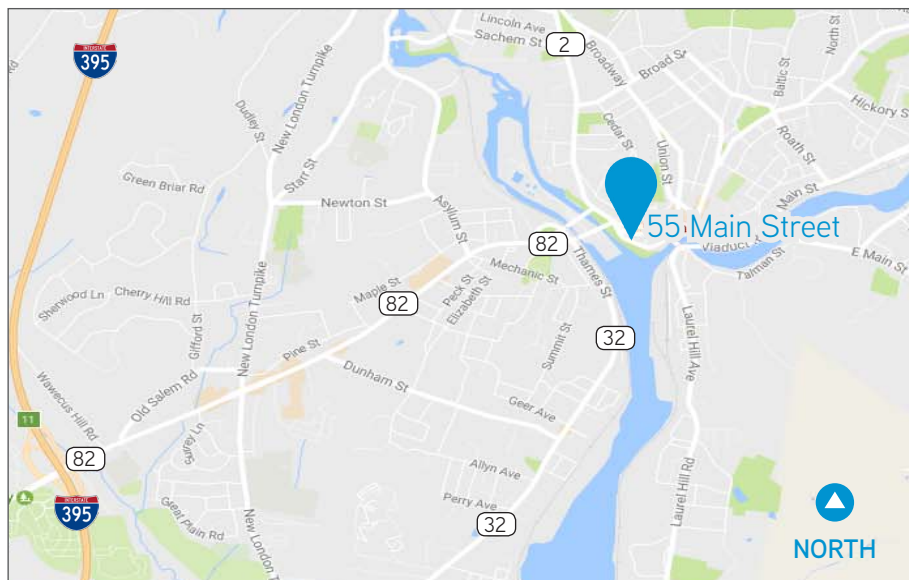 Lincoln Ave
Sachem St
2
Broadway
Broad St
North St
Baltic St
Hickory St
INTERSTATE
395
Rd
New London Turnpike
Dudley St
Cedar St
Union St
Roath St
Main St
Starr St
Green Briar Rd
Newton St
Asylum St
55 Main Street
82
Viaduct
E Main St
Talman St
Thames St
Mechanic St
Peck St
Elizabeth St
Maple St
82
Cherry Hill Rd
Sherwood Ln
Gifford St
New London Turnpike
Pine St
32
Summit St
Laurel Hill Ave
Old Salem Rd
Dunham St
Wawecus Hill Rd
Geer Ave
11
Surrey Ln
82
Allyn Ave
Laurel Hill Rd
INTERSTATE
395
Great Plain Rd
New London T
Perry Ave
32
NORTH